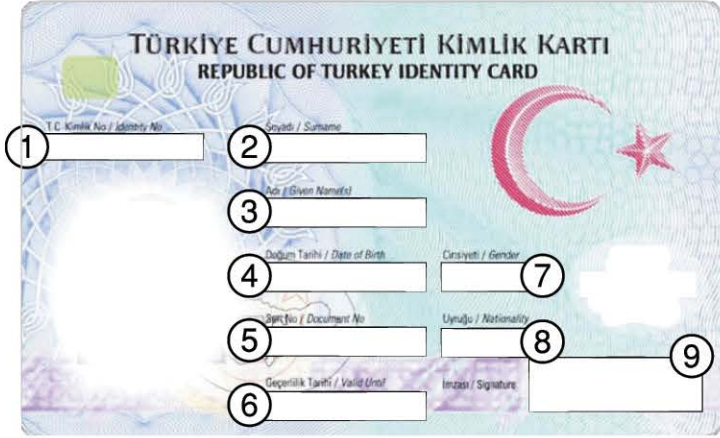 TÜRKİYE CUMHURİYETİ KİMLİK KARTI
REPUBLIC OF TURKEY IDENTITY CARD
T.C. Kimlik No / Identity No
1
Soyadı / Surname
2
Adı / Given Name(s)
3
Doğum Tarihi / Date of Birth
4
Cinsiyeti / Gender
7
Seri No / Document No
5
Uyruğu / Nationality
8
Geçerlilik Tarihi / Valid Until
6
İmzası / Signature
9